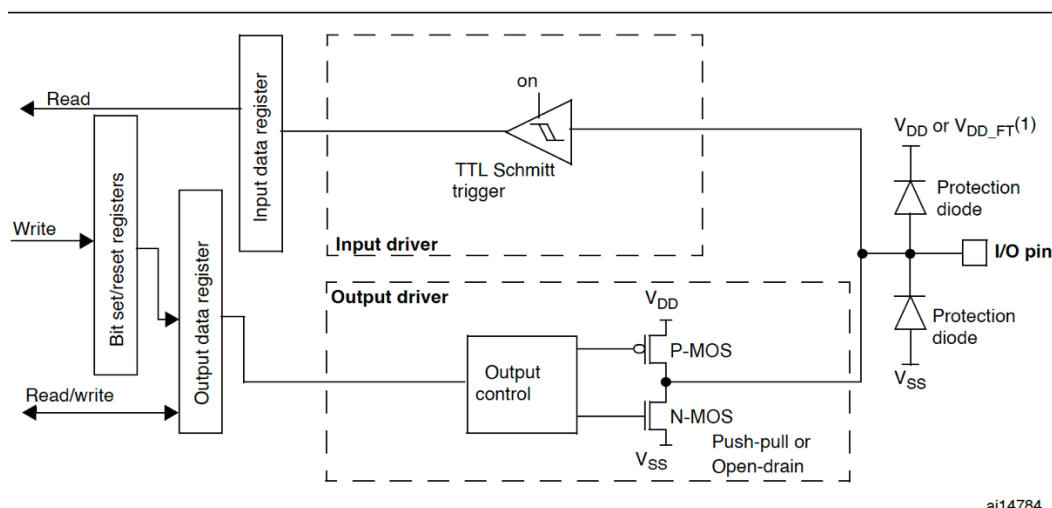 Read
Bit set/reset registers
Write
Read/write
Input data register
Output data register
on
TTL Schmitt
trigger
Input driver
Output driver
Output
control
VDD
P-MOS
N-MOS
VSS
Push-pull or
Open-drain
VDD or VDD_FT(1)
Protection
diode
I/O pin
Protection
diode
VSS
ai14784